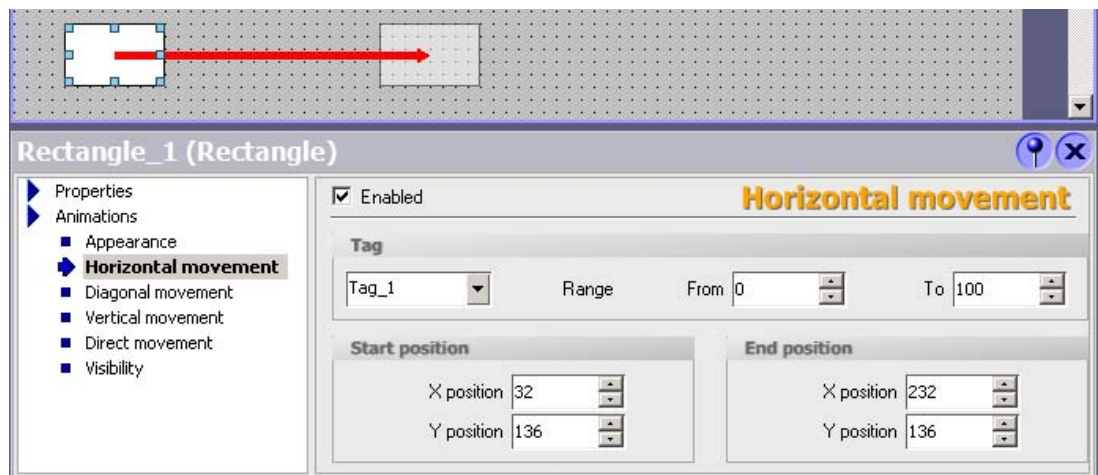 Rectangle_1 (Rectangle)
Properties
Animations
Appearance
Horizontal movement
Diagonal movement
Vertical movement
Direct movement
Visibility
Enabled
Horizontal movement
Tag
Tag_1 Range From 0 To 100
Start position
X position 32
Y position 136
End position
X position 232
Y position 136